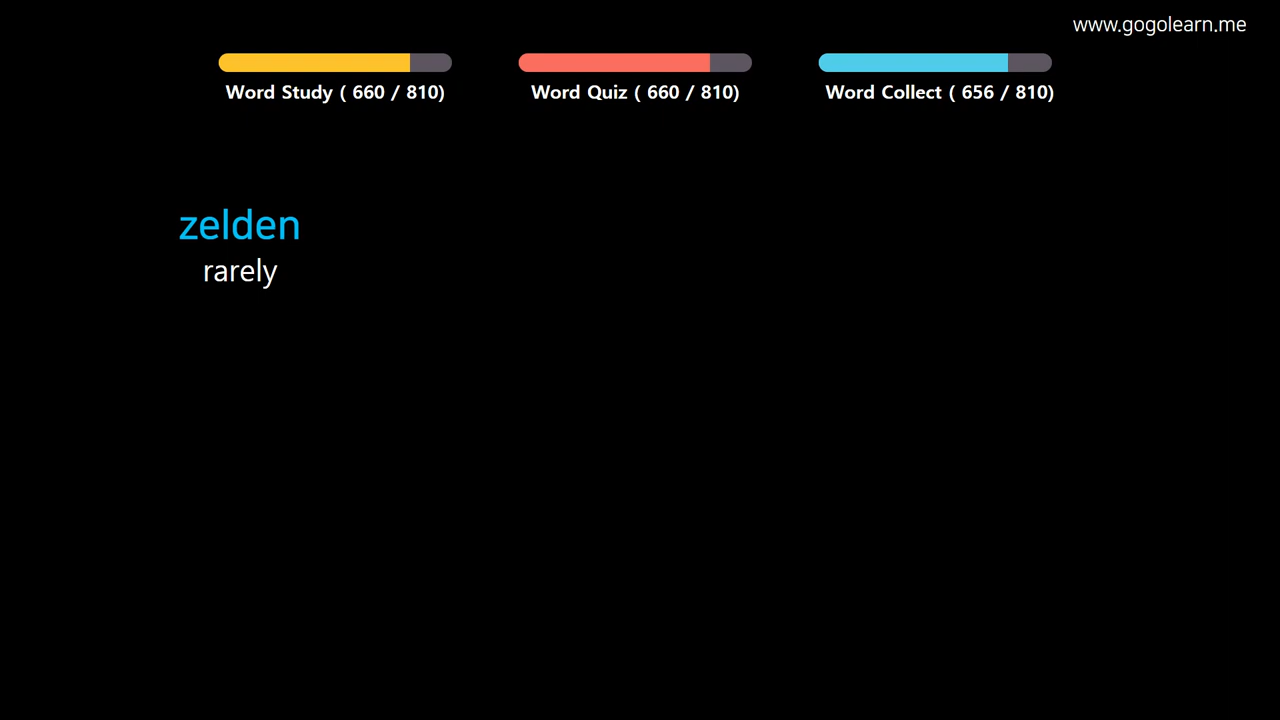 www.gogolearn.me
Word Study ( 660 / 810)
Word Quiz ( 660 / 810)
Word Collect ( 656 / 810)
zelden
rarely